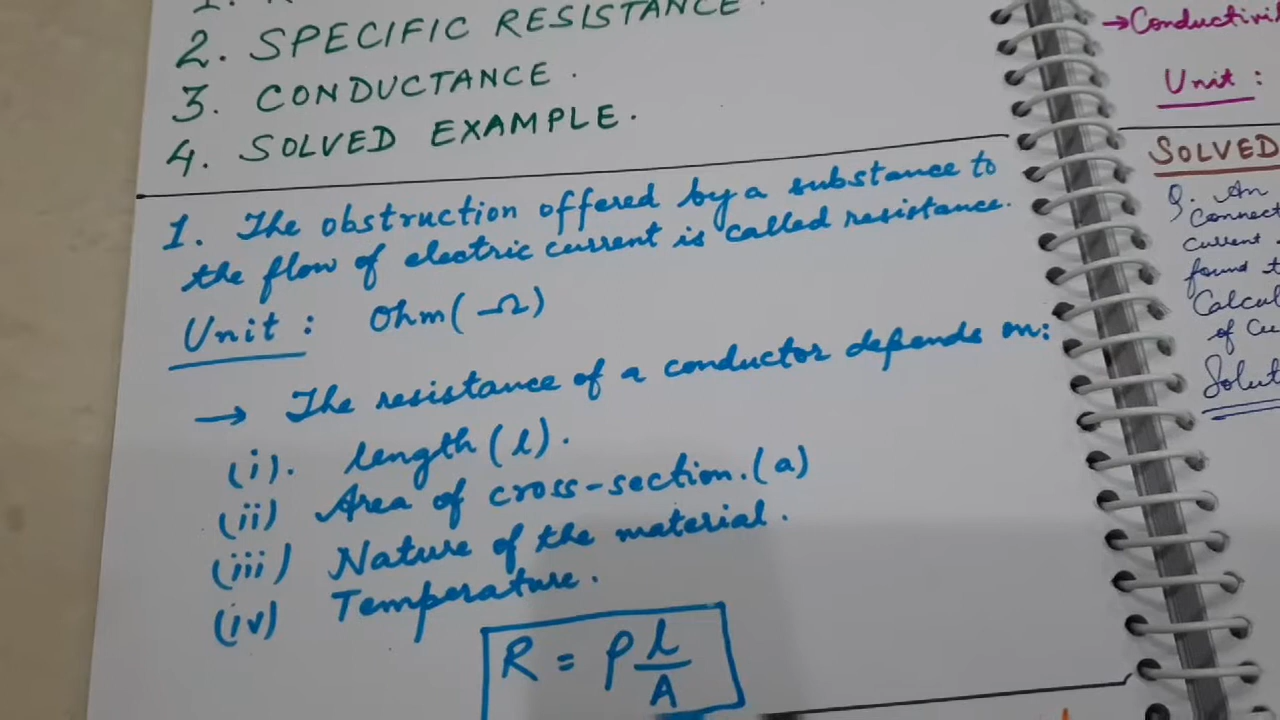 1.
2. SPECIFIC RESISTANCE.
3. CONDUCTANCE.
4. SOLVED EXAMPLE.
1. The obstruction offered by a substance to
the flow of electric current is called resistance.
Unit: Ohm (Ω)
→ The resistance of a conductor depends on:
(i). length (l).
(ii) Area of cross-section. (a)
(iii) Nature of the material.
(iv) Temperature.
R = ρ l/A
→ Conductivi
Unit:
SOLVED
Q. An
Connect
current
found t
Calcul
of Cu
Solut